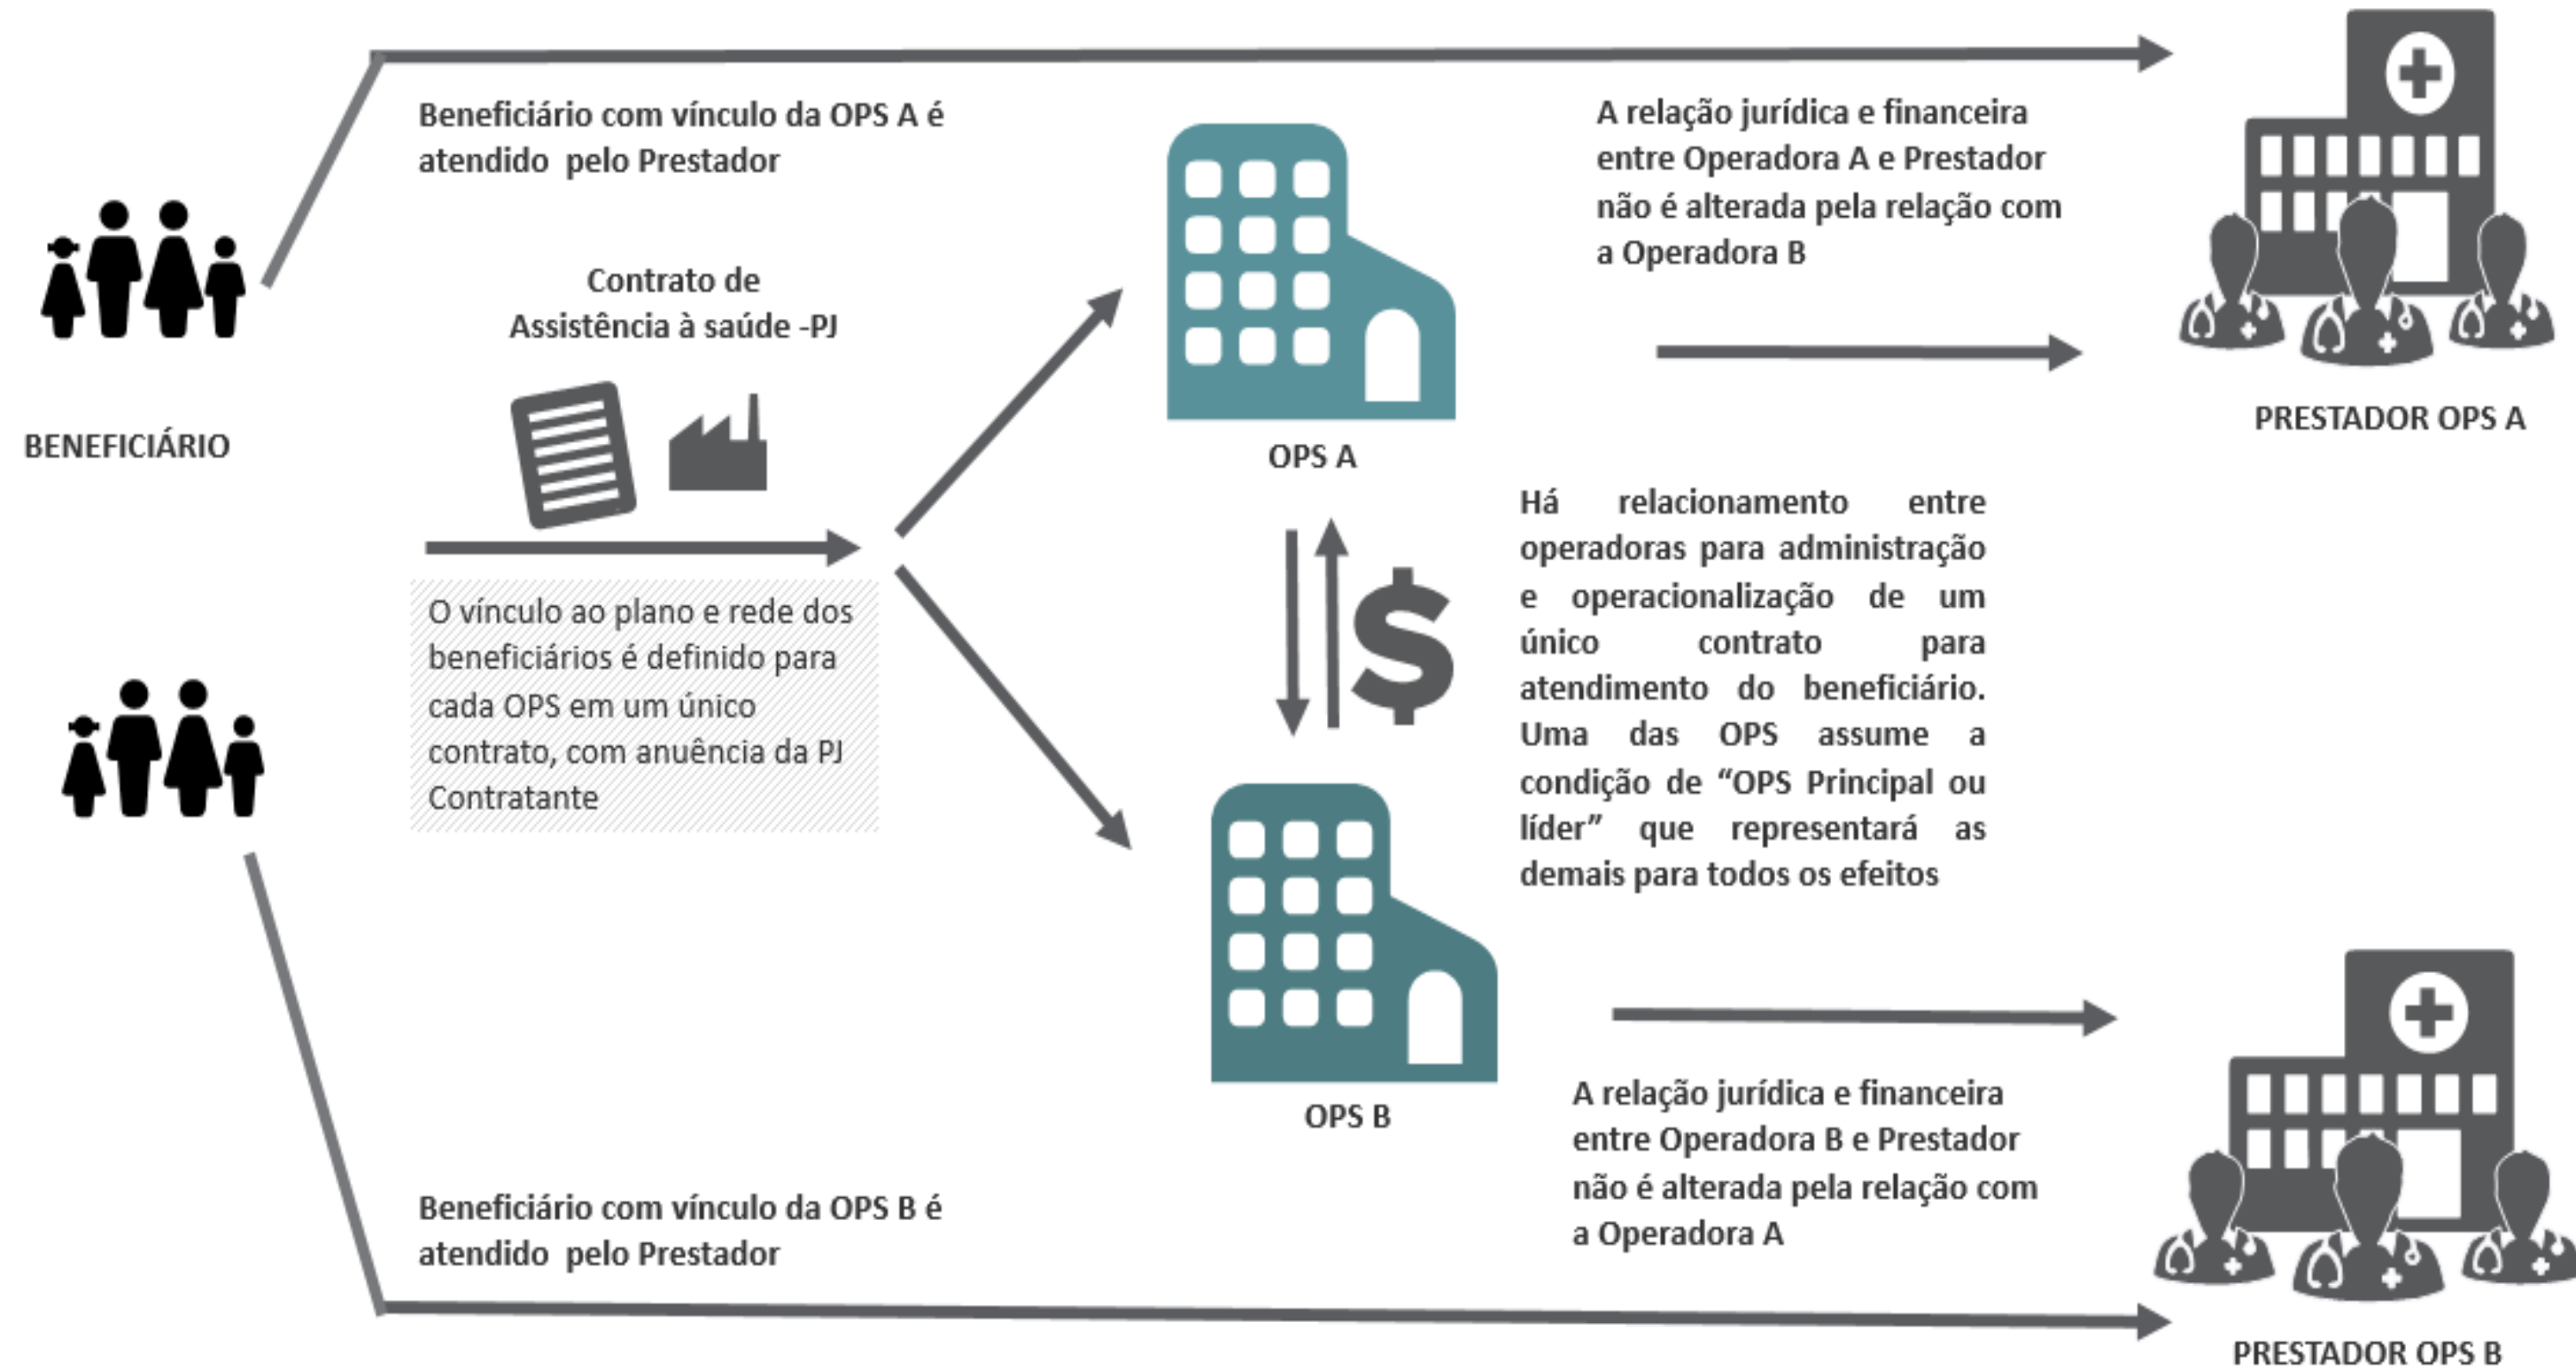 Beneficiário com vínculo da OPS A é
atendido pelo Prestador
A relação jurídica e financeira
entre Operadora A e Prestador
não é alterada pela relação com
a Operadora B
Contrato de
Assistência à saúde -PJ
BENEFICIÁRIO
OPS A
PRESTADOR OPS A
O vínculo ao plano e rede dos
beneficiários é definido para
cada OPS em um único
contrato, com anuência da PJ
Contratante
Há relacionamento entre
operadoras para administração
e operacionalização de um
único contrato para
atendimento do beneficiário.
Uma das OPS assume a
condição de “OPS Principal ou
líder” que representará as
demais para todos os efeitos
$
OPS B
A relação jurídica e financeira
entre Operadora B e Prestador
não é alterada pela relação com
a Operadora A
Beneficiário com vínculo da OPS B é
atendido pelo Prestador
PRESTADOR OPS B